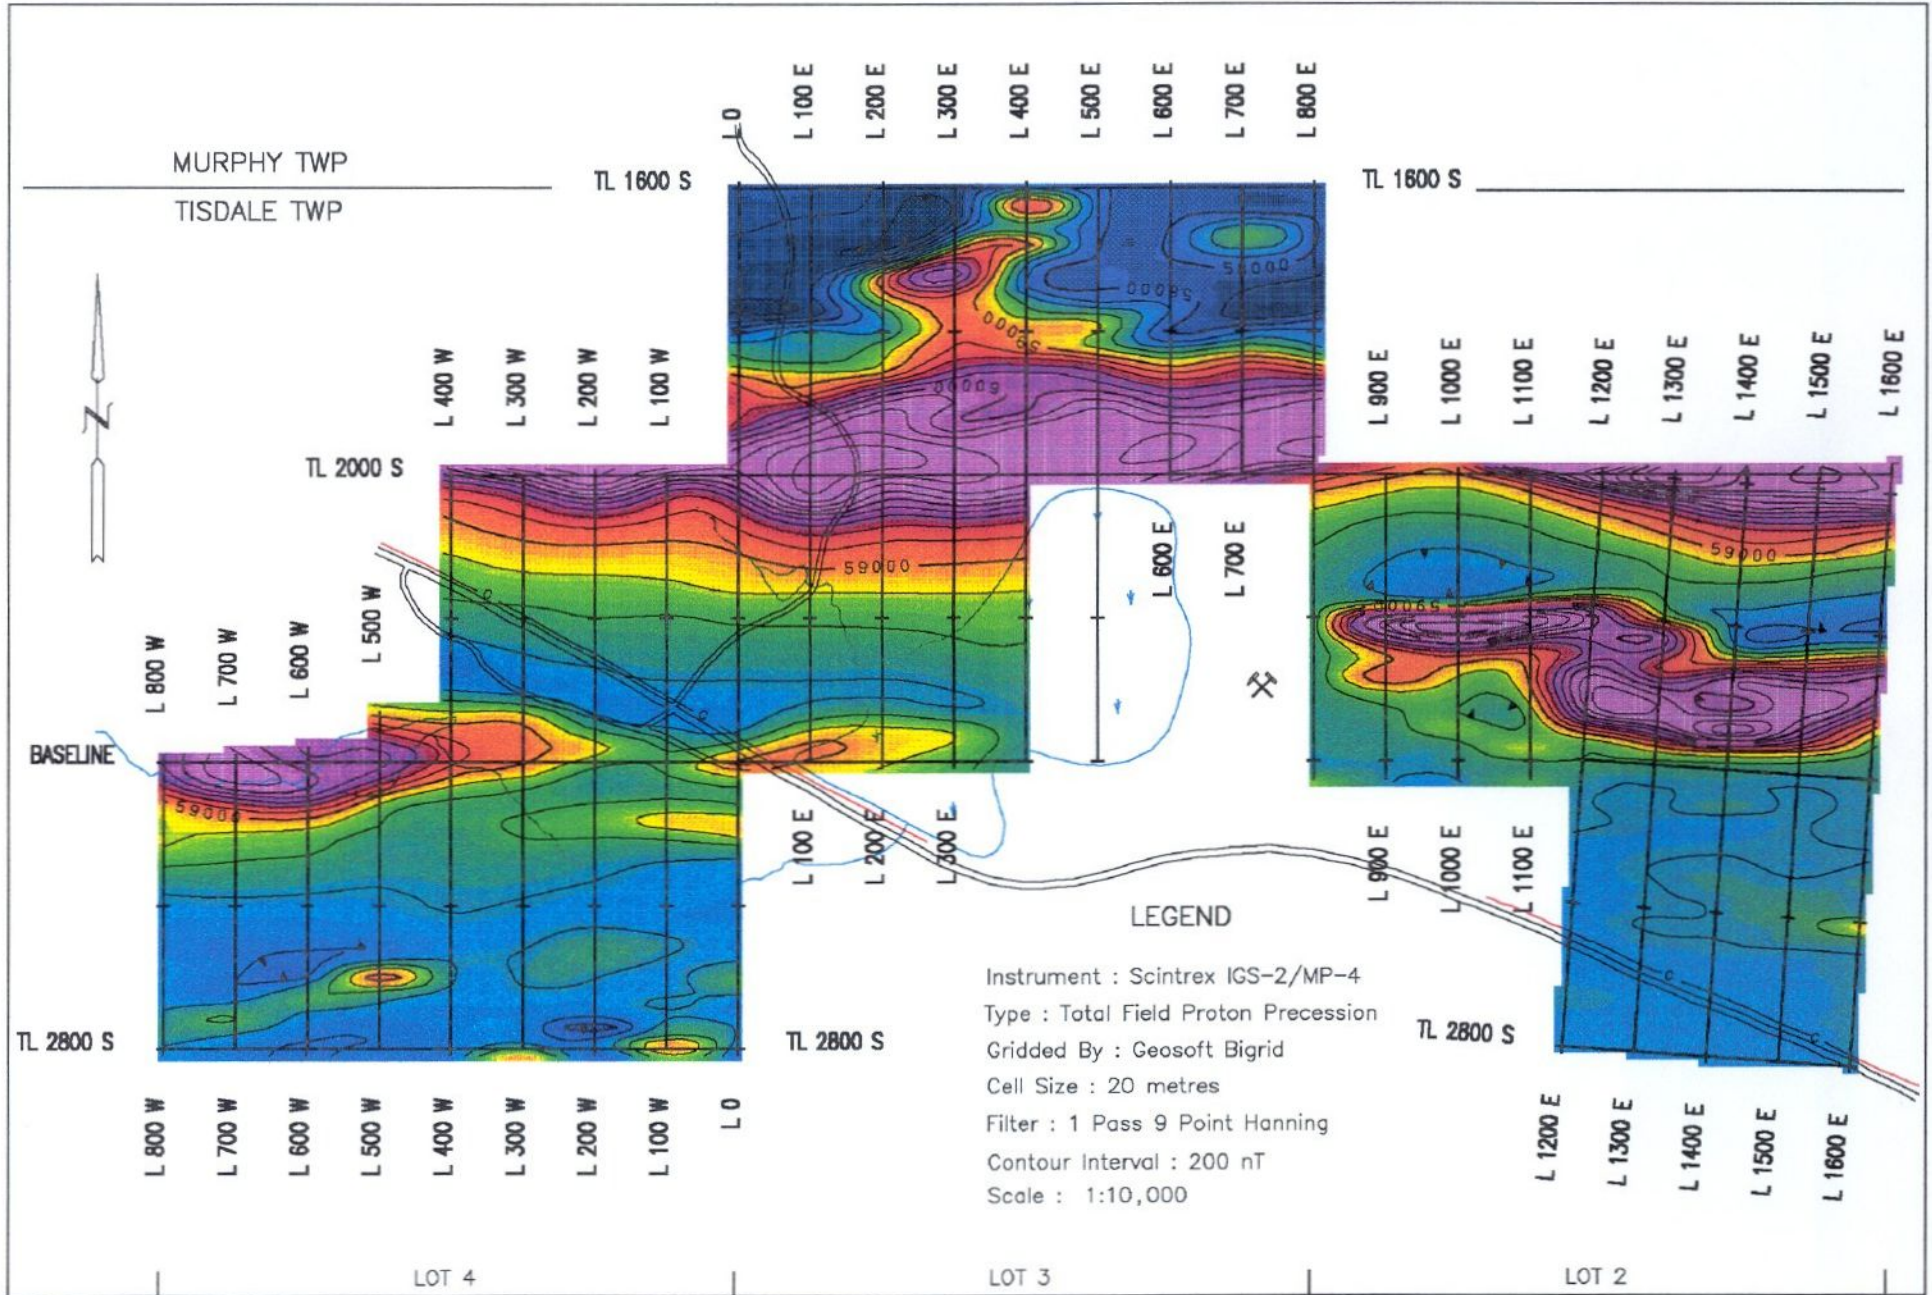 L 0
L 100 E
L 200 E
L 300 E
L 400 E
L 500 E
L 600 E
L 700 E
L 800 E
MURPHY TWP
TISDALE TWP
TL 1600 S
TL 1600 S
N
58000
58000
59000
60000
L 400 W
L 300 W
L 200 W
L 100 W
L 900 E
L 1000 E
L 1100 E
L 1200 E
L 1300 E
L 1400 E
L 1500 E
L 1600 E
TL 2000 S
59000
59000
59000
L 600 E
L 700 E
L 800 W
L 700 W
L 600 W
L 500 W
BASELINE
59000
L 100 E
L 200 E
L 300 E
L 900 E
L 1000 E
L 1100 E
LEGEND
Instrument : Scintrex IGS-2/MP-4
Type : Total Field Proton Precession
Gridded By : Geosoft Bigrid
Cell Size : 20 metres
Filter : 1 Pass 9 Point Hanning
Contour Interval : 200 nT
Scale : 1:10,000
TL 2800 S
TL 2800 S
TL 2800 S
L 800 W
L 700 W
L 600 W
L 500 W
L 400 W
L 300 W
L 200 W
L 100 W
L 0
L 1200 E
L 1300 E
L 1400 E
L 1500 E
L 1600 E
LOT 4
LOT 3
LOT 2